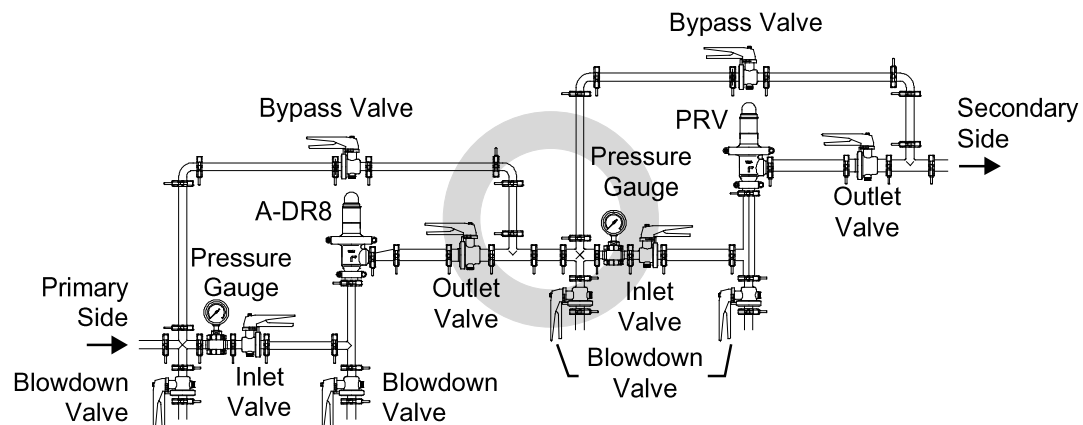 Bypass Valve
PRV
Secondary
Side
Bypass Valve
Pressure
Gauge
Outlet
Valve
A-DR8
Pressure
Gauge
Primary
Side
Outlet
Valve
Inlet
Valve
Blowdown
Valve
Blowdown
Valve
Inlet
Valve
Blowdown
Valve